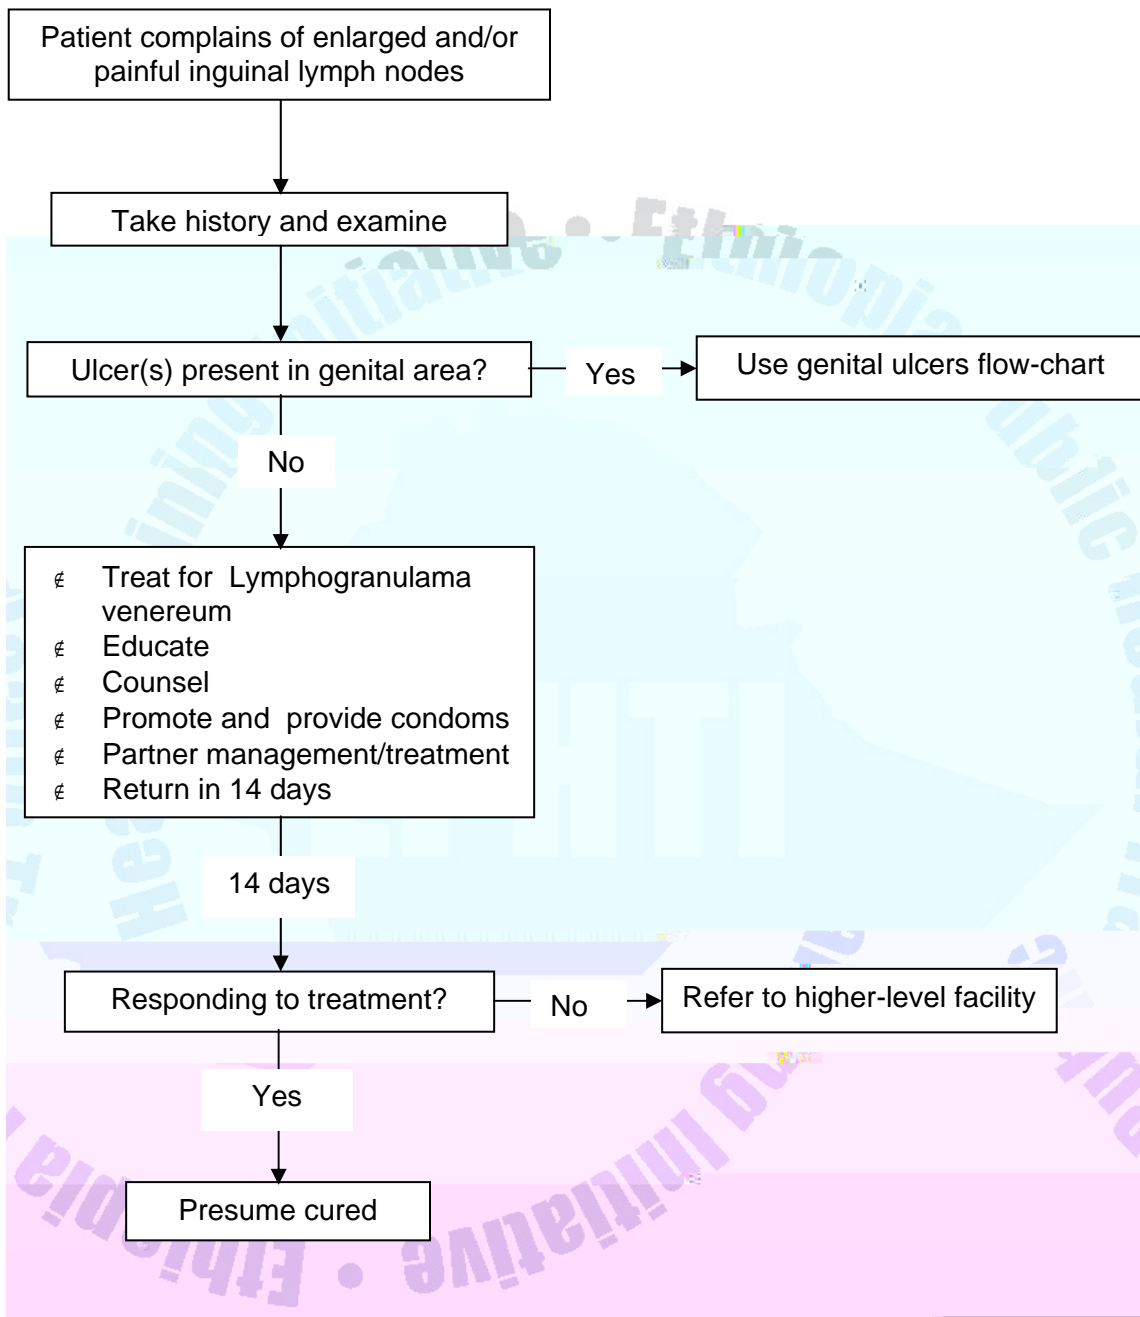 Patient complains of enlarged and/or
painful inguinal lymph nodes
Take history and examine
Ulcer(s) present in genital area?
Yes
Use genital ulcers flow-chart
No
∉ Treat for Lymphogranulama
venereum
∉ Educate
∉ Counsel
∉ Promote and provide condoms
∉ Partner management/treatment
∉ Return in 14 days
14 days
Responding to treatment?
No
Refer to higher-level facility
Yes
Presume cured
Initiative • Ethiopia